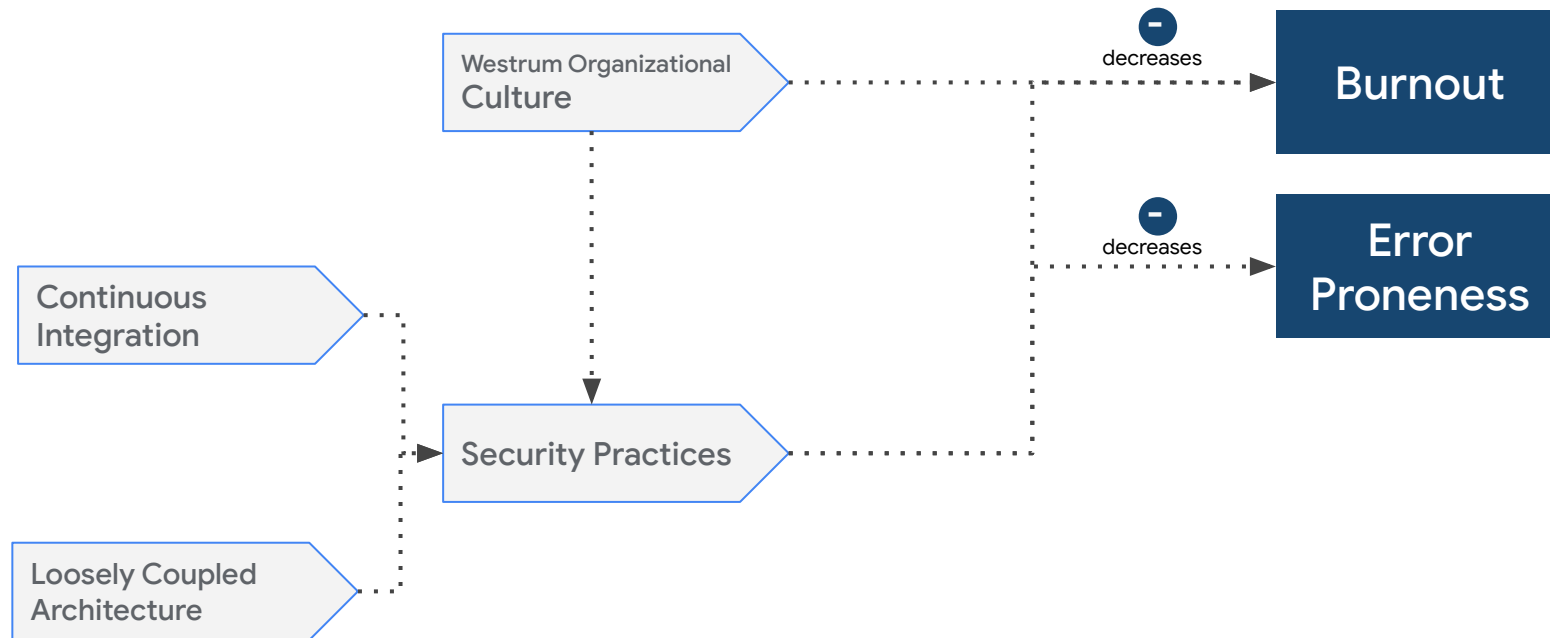 Westrum Organizational
Culture
-
decreases
Burnout
-
decreases
Error
Proneness
Continuous
Integration
Security Practices
Loosely Coupled
Architecture